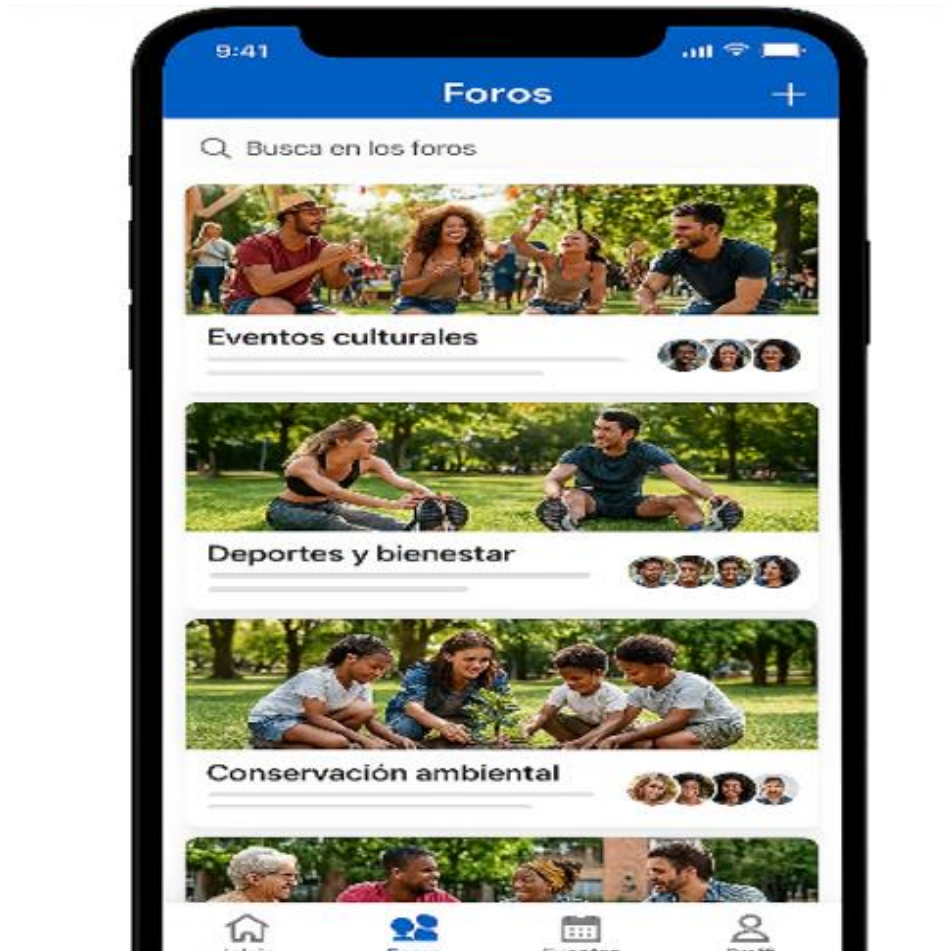 9:41
Foros
Busca en los foros
Eventos culturales
Deportes y bienestar
Conservación ambiental